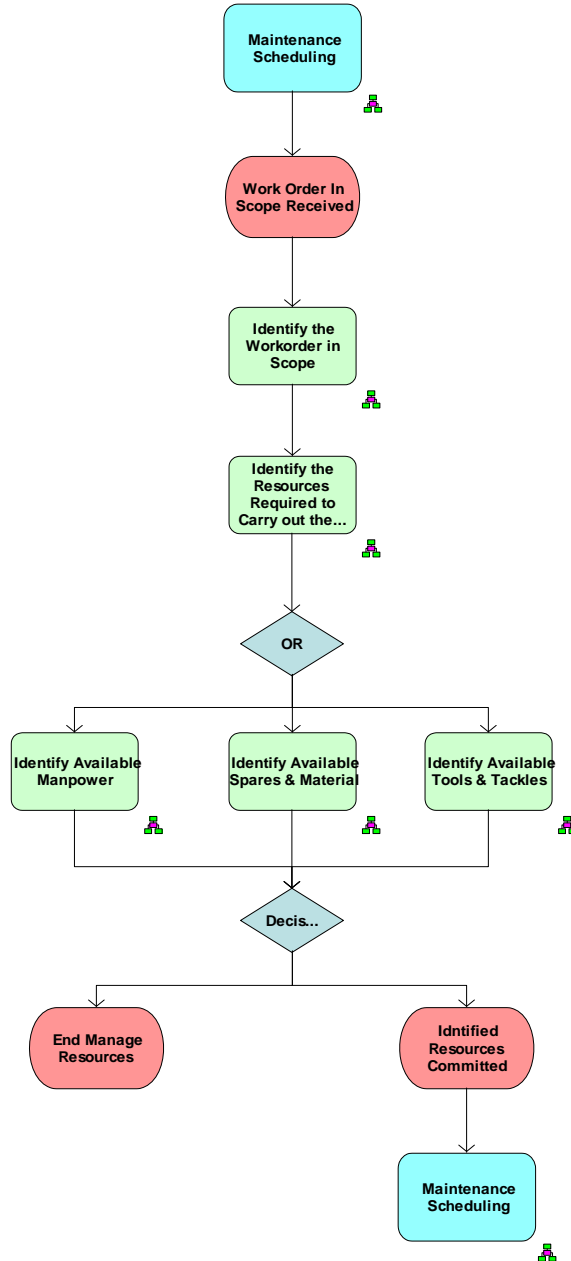 Maintenance
Scheduling
Work Order In
Scope Received
Identify the
Workorder in
Scope
Identify the
Resources
Required to
Carry out the...
OR
Identify Available
Manpower
Identify Available
Spares & Material
Identify Available
Tools & Tackles
Decis...
End Manage
Resources
Idntified
Resources
Committed
Maintenance
Scheduling